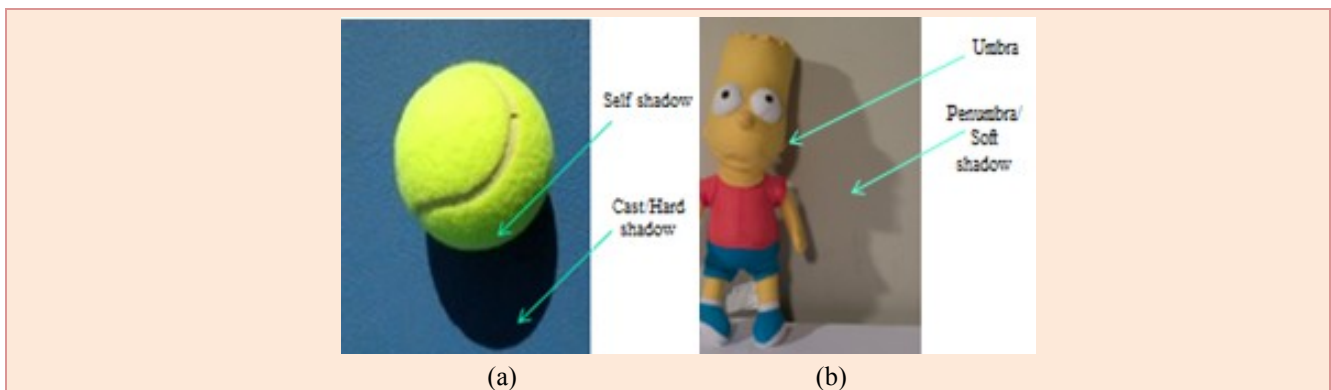 Self shadow
Cast/Hard
shadow
Umbra
Penumbra/
Soft
shadow
(a)
(b)